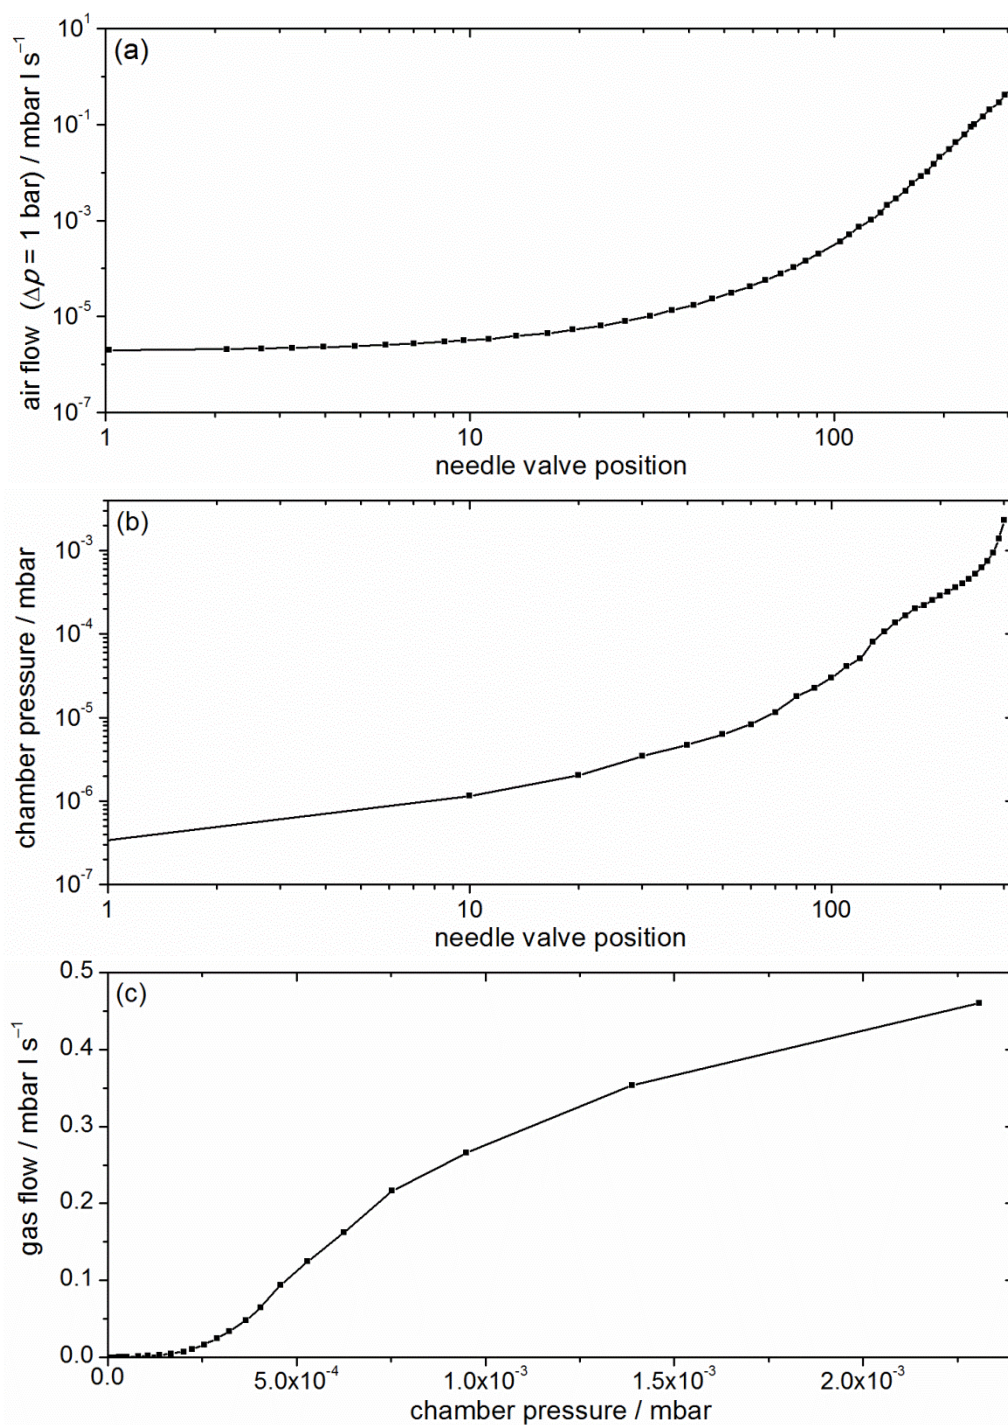 (a)
air flow (Δp = 1 bar) / mbar l s⁻¹
10¹
10⁻¹
10⁻³
10⁻⁵
10⁻⁷
1 10 100
needle valve position
(b)
chamber pressure / mbar
10⁻³
10⁻⁴
10⁻⁵
10⁻⁶
10⁻⁷
1 10 100
needle valve position
(c)
gas flow / mbar l s⁻¹
0.5
0.4
0.3
0.2
0.1
0.0
0.0 5.0x10⁻⁴ 1.0x10⁻³ 1.5x10⁻³ 2.0x10⁻³
chamber pressure / mbar